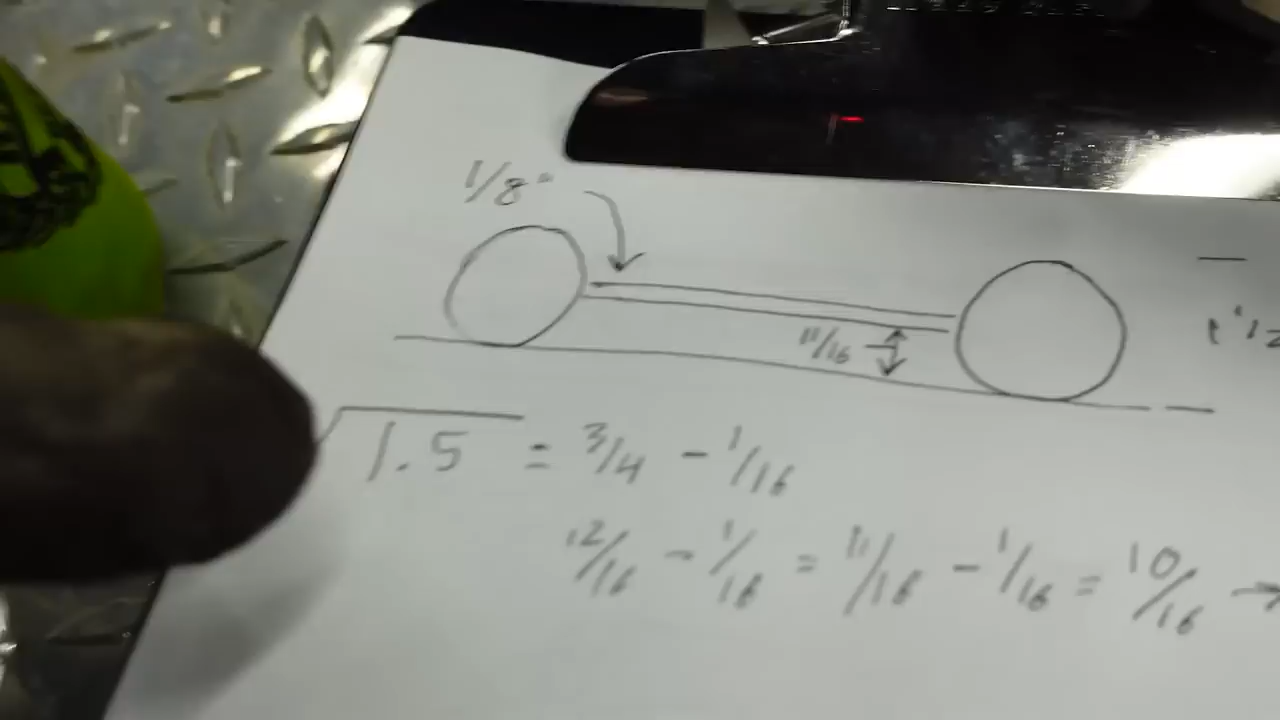 1/8"
11/16
1.5 = 3/4 - 1/16
12/16 - 1/16 = 11/16 - 1/16 = 10/16 →